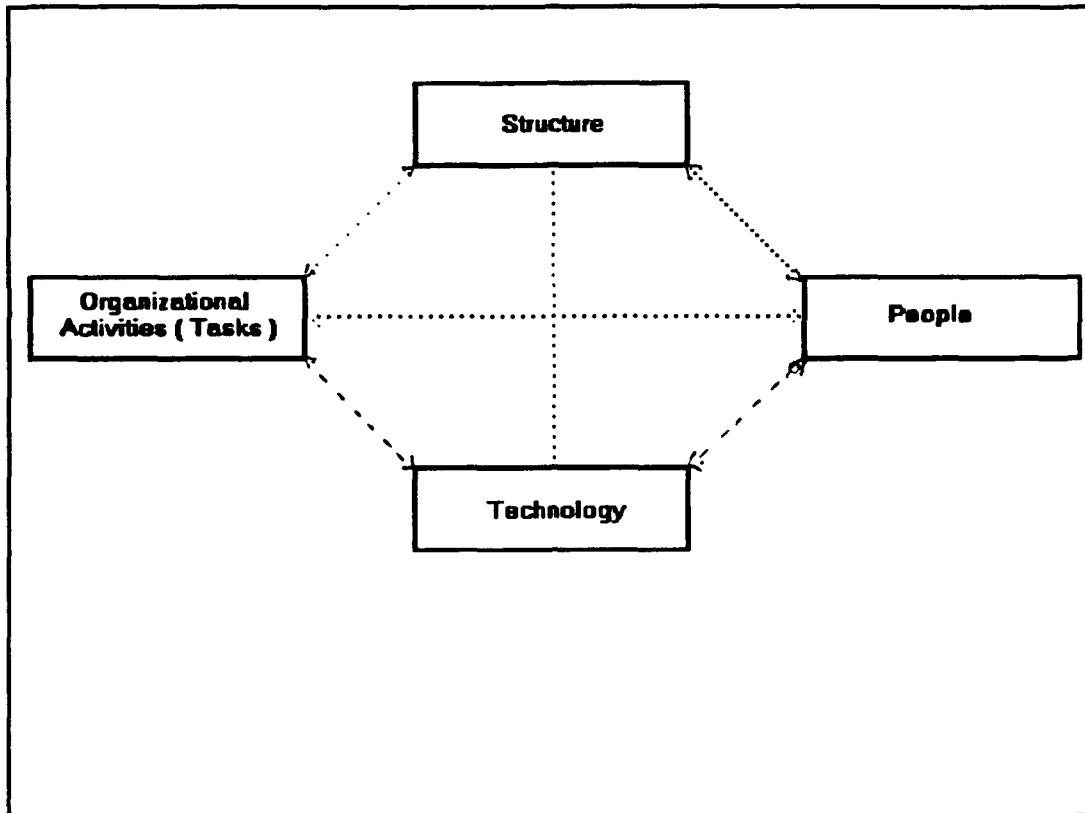 Structure
Organizational
Activities ( Tasks )
People
Technology